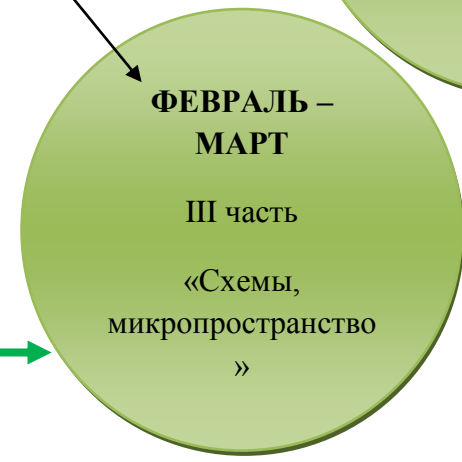 ФЕВРАЛЬ –
МАРТ
III часть
«Схемы,
микропространство
»